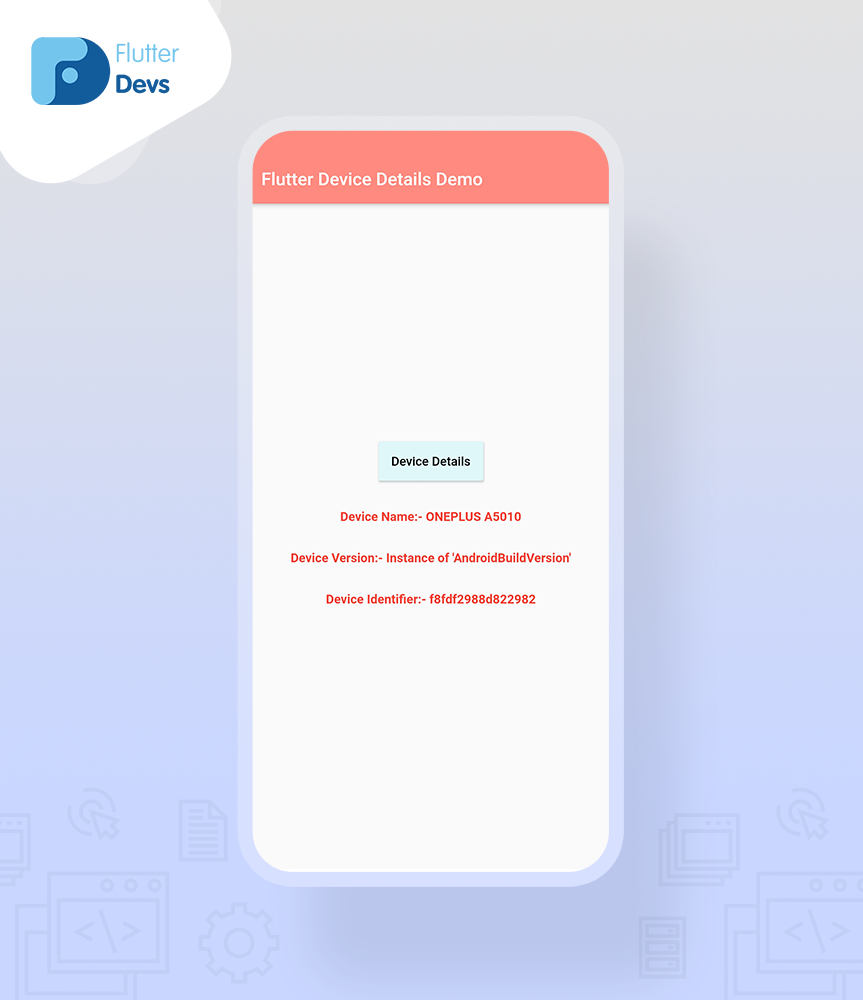 Flutter
Devs
Flutter Device Details Demo
Device Details
Device Name:- ONEPLUS A5010
Device Version:- Instance of 'AndroidBuildVersion'
Device Identifier:- f8fdf2988d822982